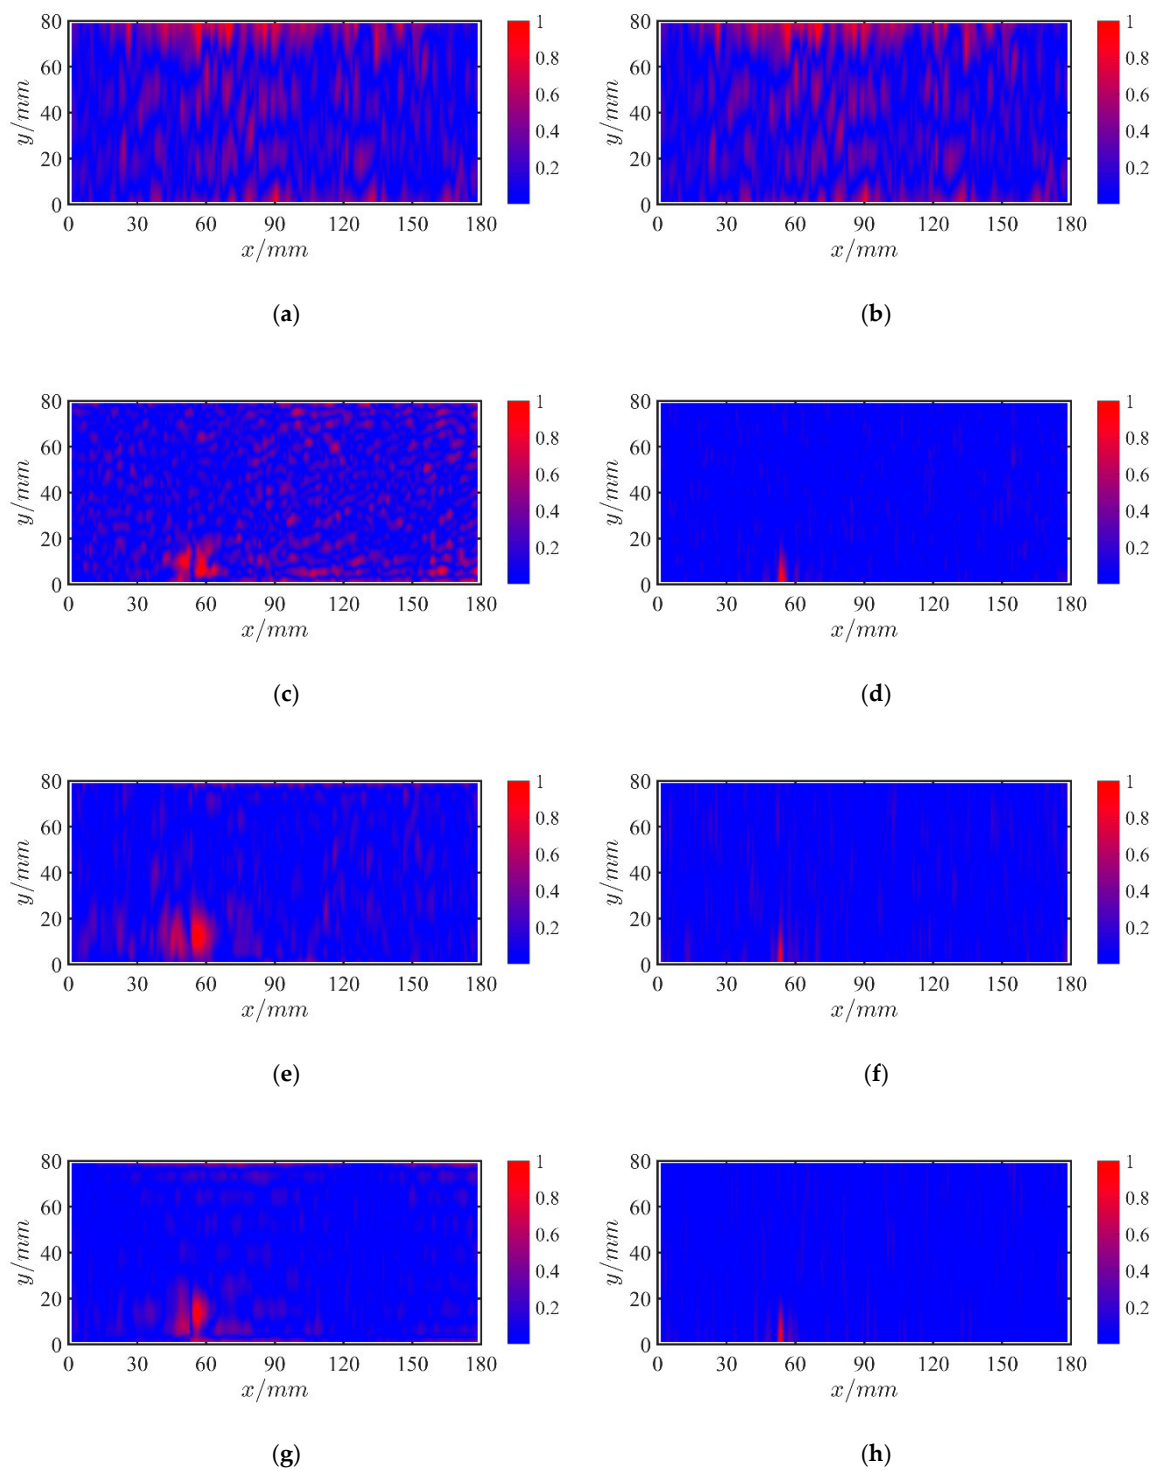 80 1 80 1
60 0.8 60 0.8
y/mm 40 0.6 y/mm 40 0.6
20 0.4 20 0.4
0.2 0.2
0 0
0 30 60 90 120 150 180 0 30 60 90 120 150 180
x/mm x/mm
(a) (b)
80 1 80 1
60 0.8 60 0.8
y/mm 40 0.6 y/mm 40 0.6
20 0.4 20 0.4
0.2 0.2
0 0
0 30 60 90 120 150 180 0 30 60 90 120 150 180
x/mm x/mm
(c) (d)
80 1 80 1
60 0.8 60 0.8
y/mm 40 0.6 y/mm 40 0.6
20 0.4 20 0.4
0.2 0.2
0 0
0 30 60 90 120 150 180 0 30 60 90 120 150 180
x/mm x/mm
(e) (f)
80 1 80 1
60 0.8 60 0.8
y/mm 40 0.6 y/mm 40 0.6
20 0.4 20 0.4
0.2 0.2
0 0
0 30 60 90 120 150 180 0 30 60 90 120 150 180
x/mm x/mm
(g) (h)